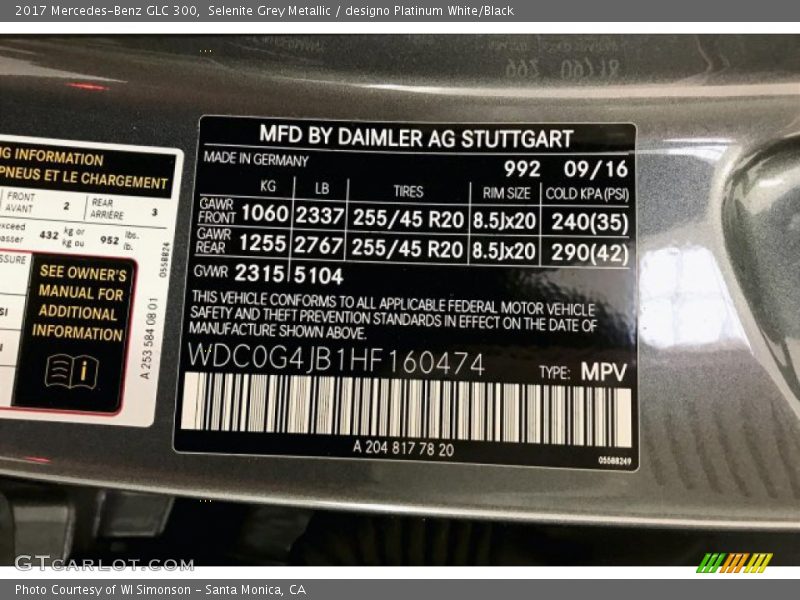 2017 Mercedes-Benz GLC 300, Selenite Grey Metallic / designo Platinum White/Black
MFD BY DAIMLER AG STUTTGART
MADE IN GERMANY
992 09/16
KG LB TIRES RIM SIZE COLD KPA(PSI)
GAWR FRONT 1060 2337 255/45 R20 8.5Jx20 240(35)
GAWR REAR 1255 2767 255/45 R20 8.5Jx20 290(42)
GVWR 2315 5104
THIS VEHICLE CONFORMS TO ALL APPLICABLE FEDERAL MOTOR VEHICLE
SAFETY AND THEFT PREVENTION STANDARDS IN EFFECT ON THE DATE OF
MANUFACTURE SHOWN ABOVE.
WDC0G4JB1HF160474
TYPE: MPV
A 204 817 78 20
05588249
NG INFORMATION
PNEUS ET LE CHARGEMENT
FRONT AVANT 2 REAR ARRIÈRE 3
432 kg or kg ou 952 lbs. lb.
SEE OWNER'S
MANUAL FOR
ADDITIONAL
INFORMATION
A 253 584 08 01
0558824
GTCARLOT.COM
Photo Courtesy of WI Simonson - Santa Monica, CA